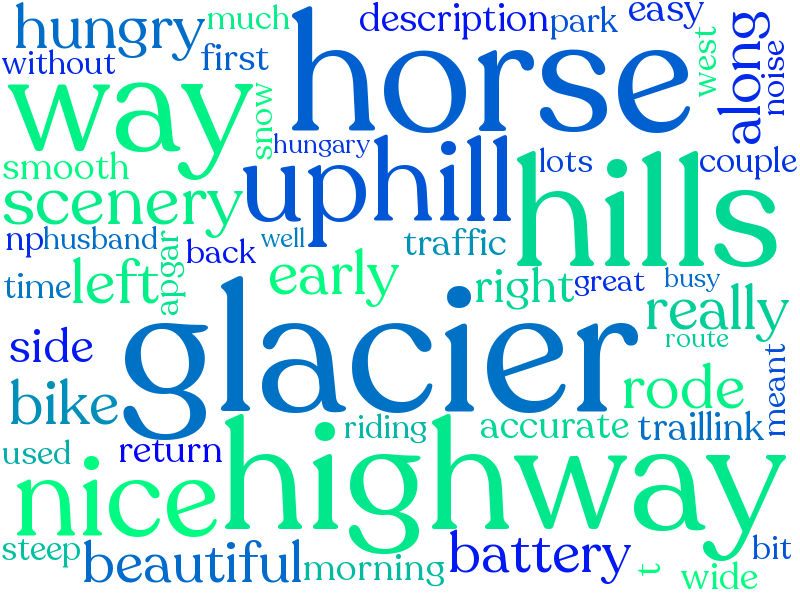 hungry much description park easy
without first horse west along noise
way snow
smooth hungary uphill lots couple
scenery hills
np husband back well traffic
time left apgar early right great busy
really
side glacier route
bike rode meant
riding accurate traillink
used return highway
nice
steep beautiful morning battery t wide bit